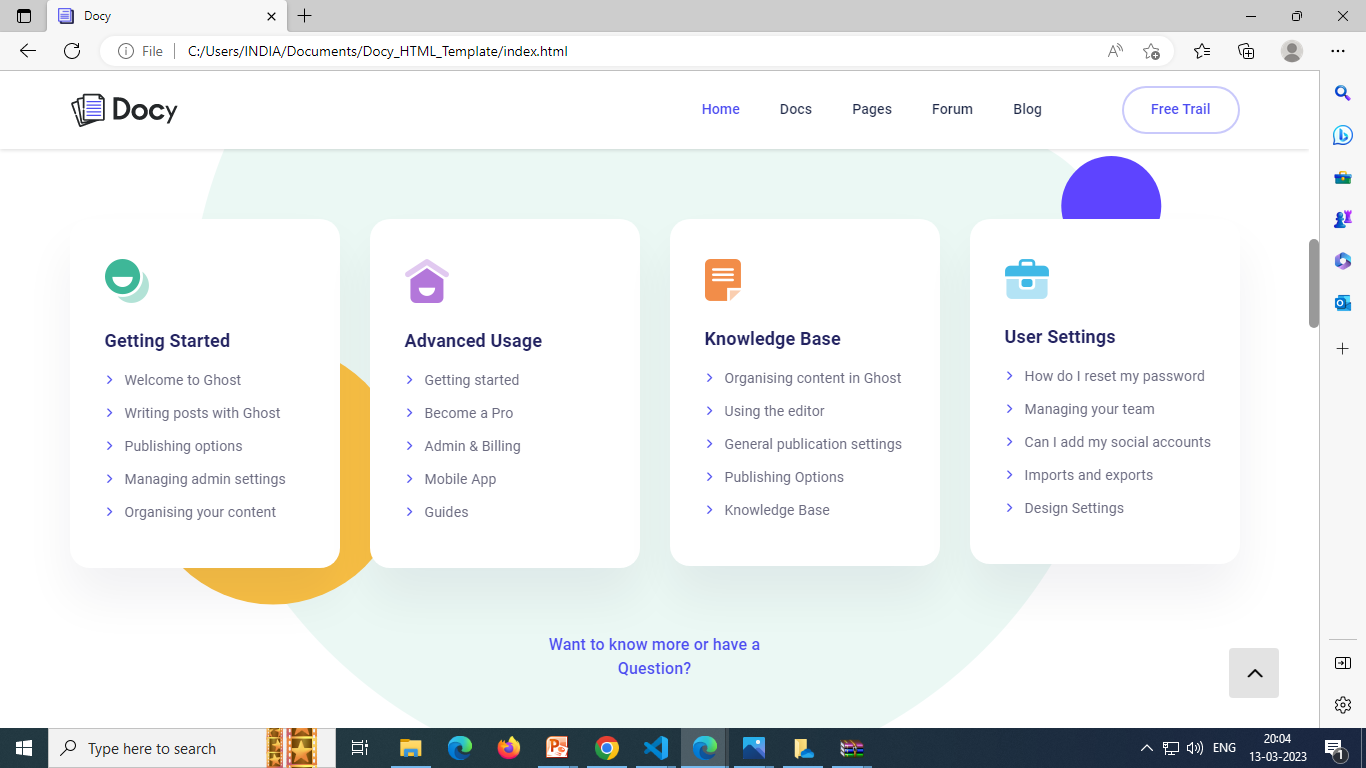 Docy
File
C:/Users/INDIA/Documents/Docy_HTML_Template/index.html
Docy
Home
Docs
Pages
Forum
Blog
Free Trail
Getting Started
Welcome to Ghost
Writing posts with Ghost
Publishing options
Managing admin settings
Organising your content
Advanced Usage
Getting started
Become a Pro
Admin & Billing
Mobile App
Guides
Knowledge Base
Organising content in Ghost
Using the editor
General publication settings
Publishing Options
Knowledge Base
User Settings
How do I reset my password
Managing your team
Can I add my social accounts
Imports and exports
Design Settings
Want to know more or have a
Question?
Type here to search
ENG
20:04
13-03-2023
1